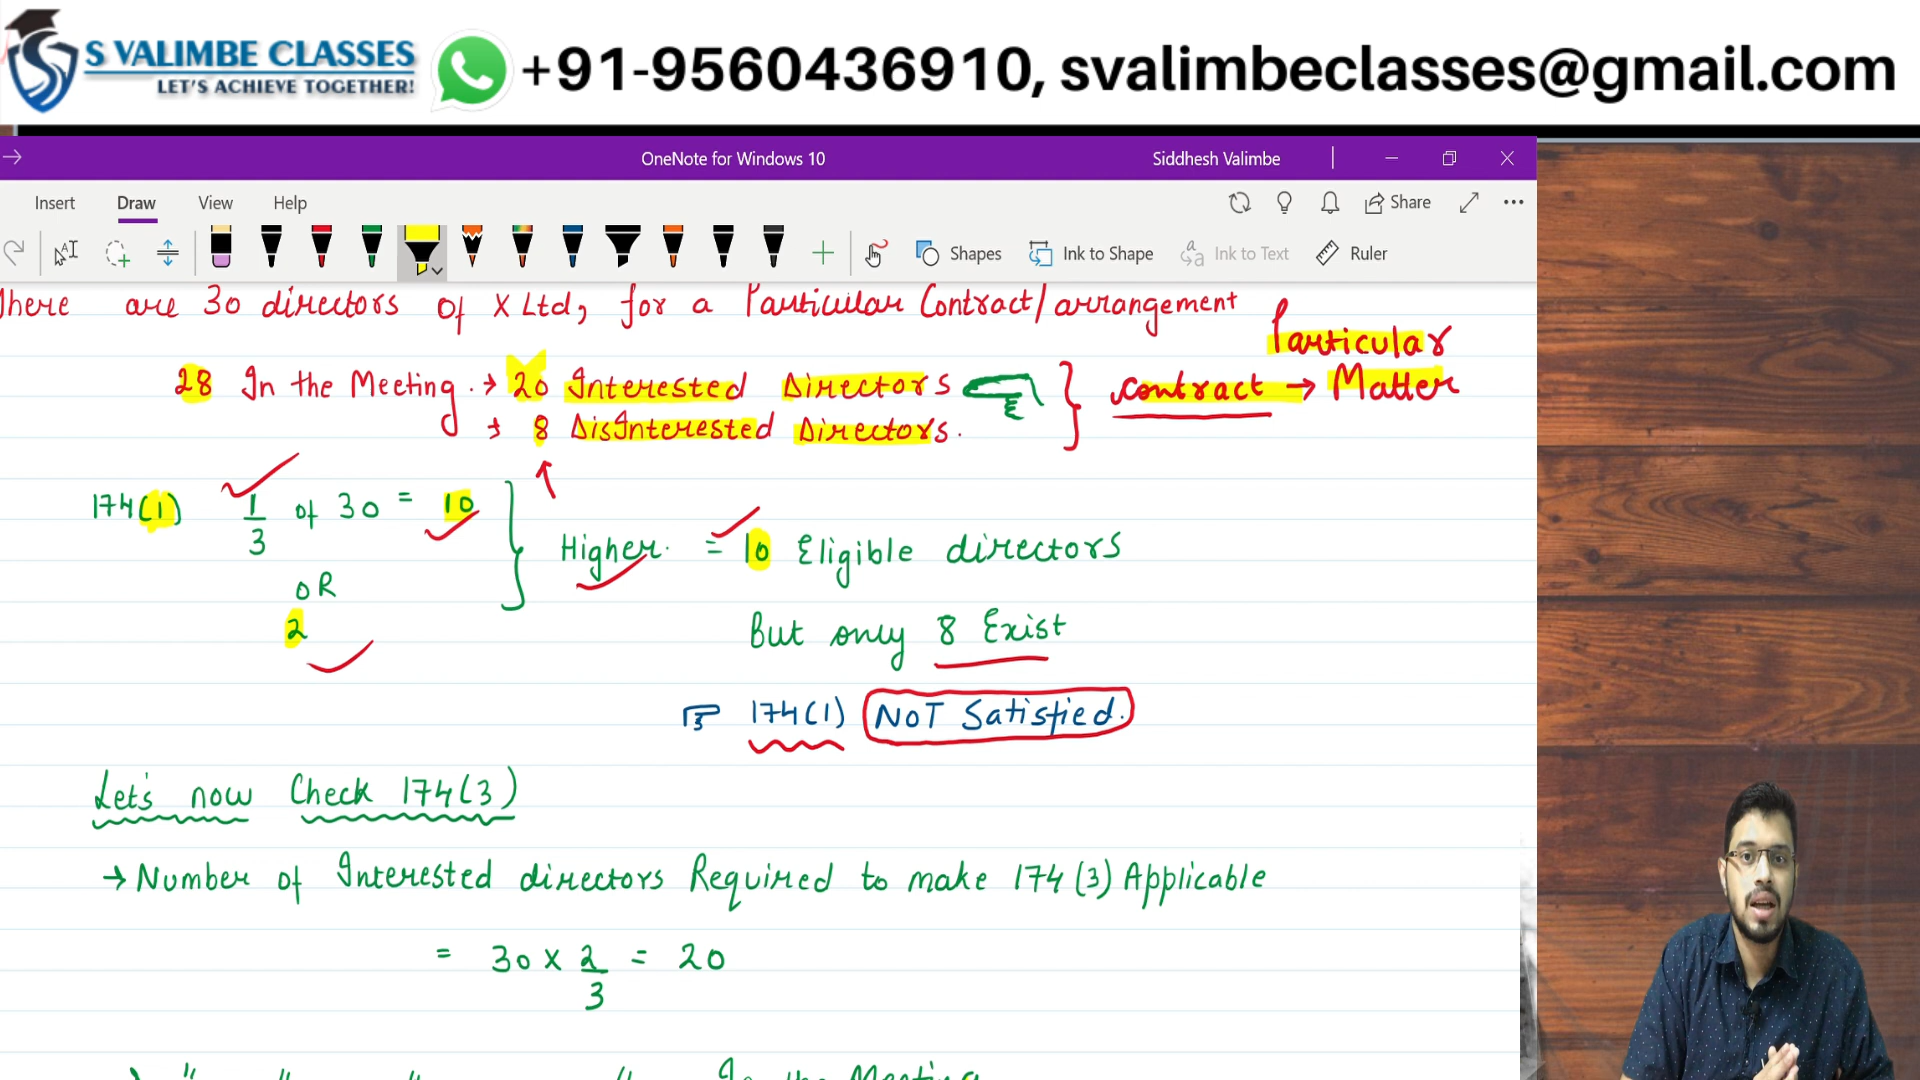 S VALIMBE CLASSES
LET'S ACHIEVE TOGETHER!
+91-9560436910, svalimbeclasses@gmail.com
OneNote for Windows 10
Siddhesh Valimbe
Insert Draw View Help
Share
Shapes Ink to Shape Ink to Text Ruler
There are 30 directors of X Ltd, for a Particular Contract/arrangement
28 In the Meeting. → 20 Interested Directors
→ 8 DisInterested Directors.
contract → Particular Matter
174(1) 1/3 of 30 = 10
OR
2
Higher. = 10 Eligible directors
But only 8 Exist
174(1) NOT Satisfied.
Let's now Check 174(3)
→ Number of Interested directors Required to make 174(3) Applicable
= 30 x 2/3 = 20
" " " " In the Meeting